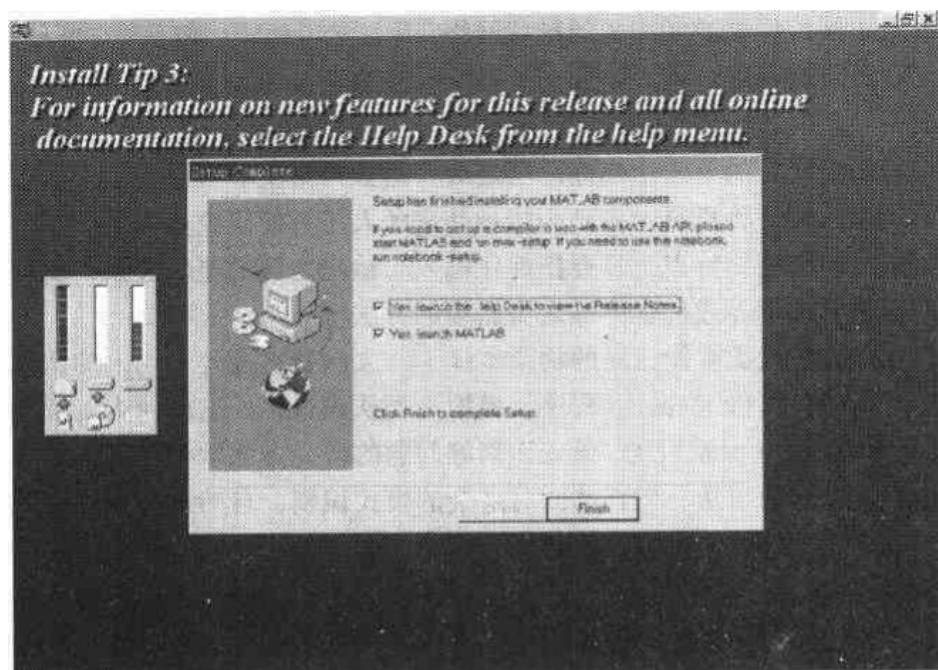 Install Tip 3:
For information on new features for this release and all online
documentation, select the Help Desk from the help menu.
Setup Complete
Setup has finished installing your MATLAB components.
If you need to set up a compiler to use with the MATLAB API, please
start MATLAB and run mex -setup. If you need to use the notebook,
run notebook -setup.
Yes, launch the Help Desk to view the Release Notes.
Yes, launch MATLAB
Click Finish to complete Setup.
Finish